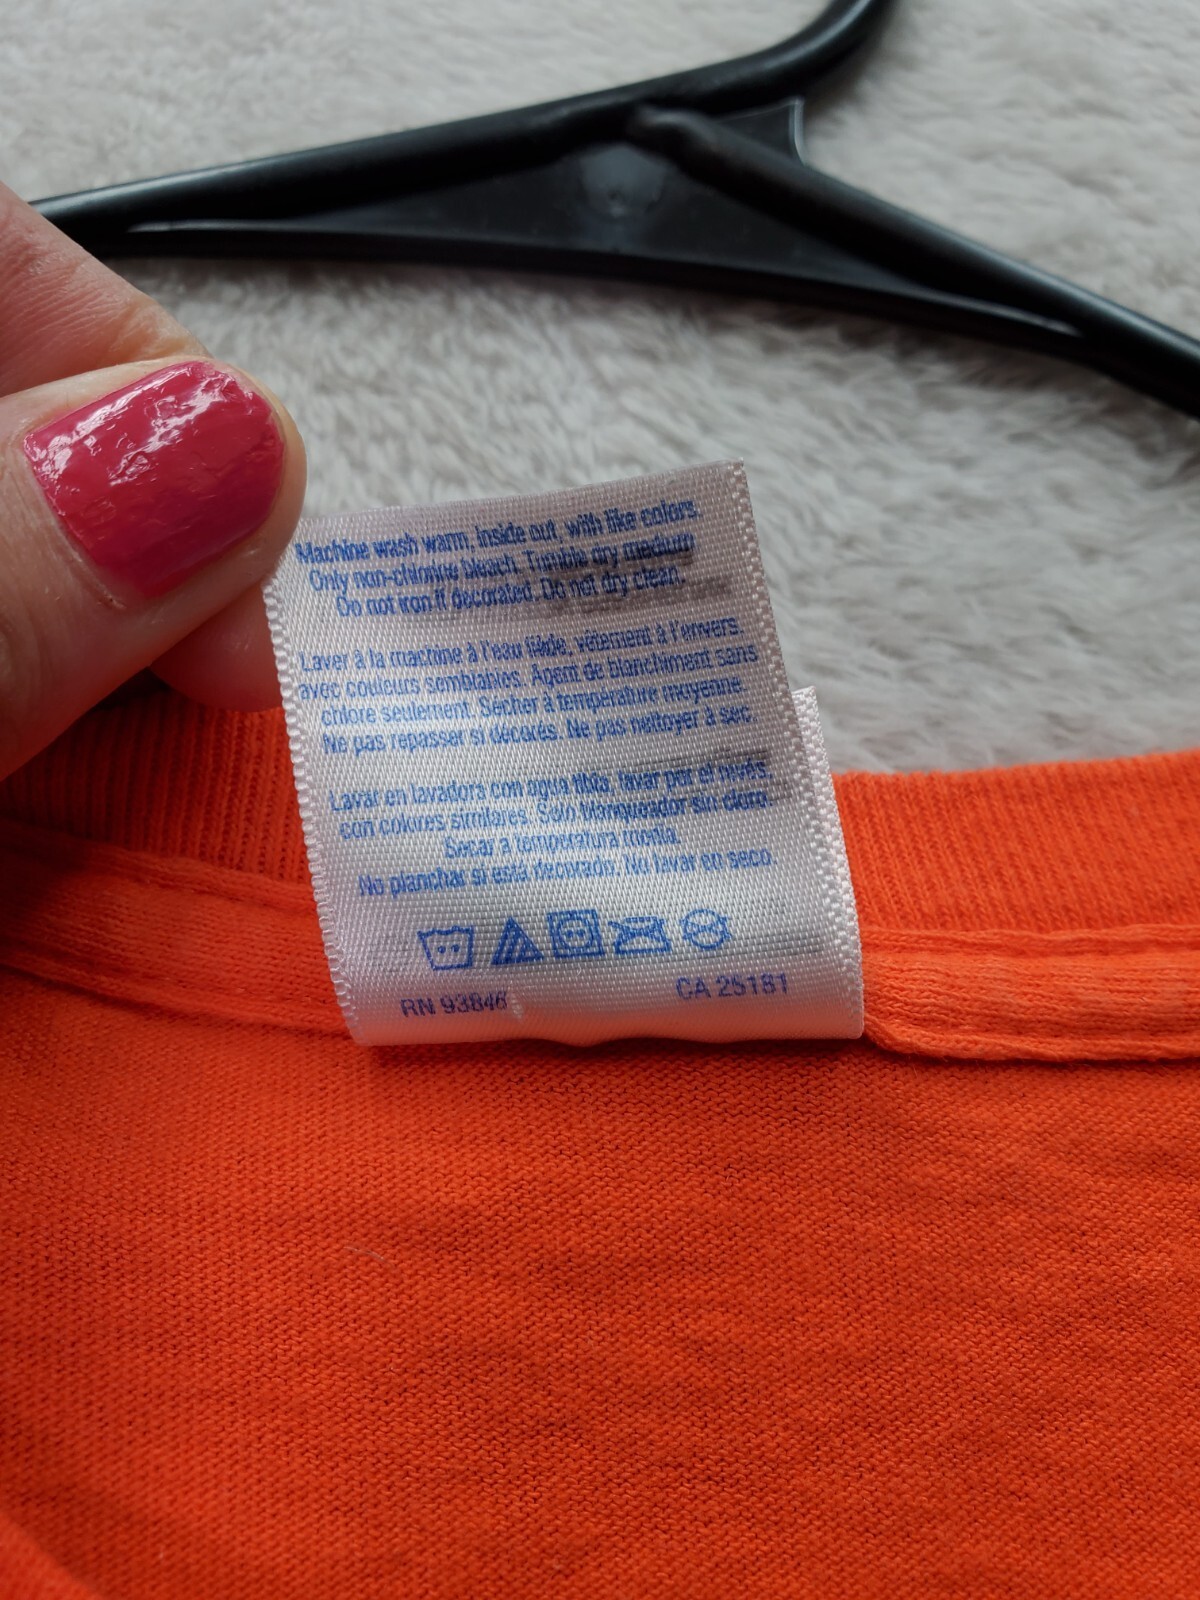 Machine wash warm, inside out, with like colors.
Only non-chlorine bleach. Tumble dry medium
Do not iron if decorated. Do not dry clean.
Laver à la machine à l'eau tiède, vêtement à l'envers,
avec couleurs semblables. Agent de blanchiment sans
chlore seulement. Sécher à température moyenne.
Ne pas repasser si décorés. Ne pas nettoyer à sec
Lavar en lavadora con agua tibia, lavar por el revés,
con colores similares. Solo blanqueador sin cloro.
Secar a temperatura media.
No planchar si está decorado. No lavar en seco.
RN 93846 CA 25181